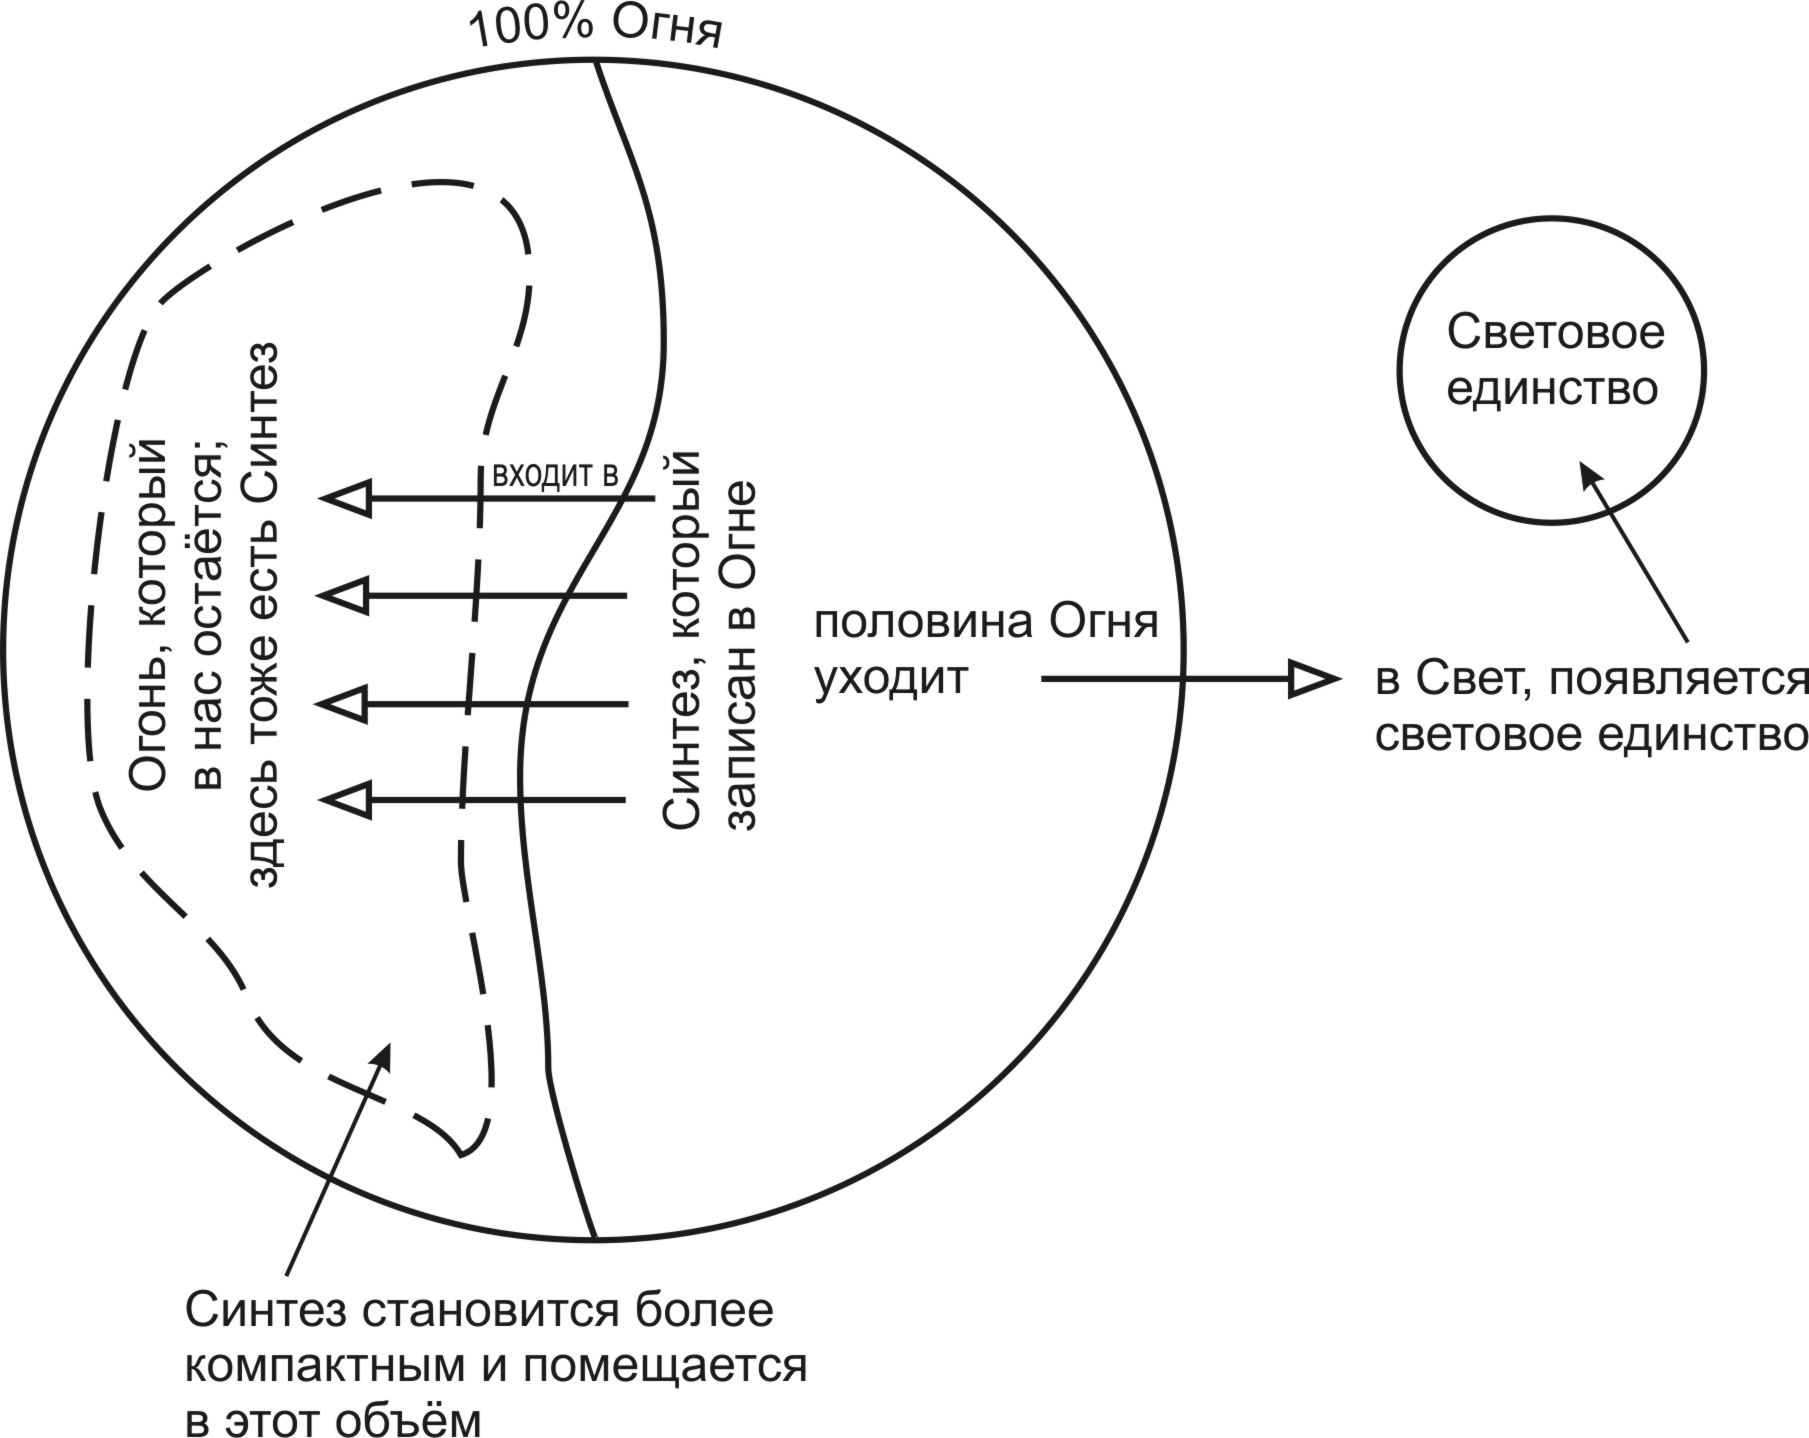 100% Огня
Световое
единство
Огонь, который
в нас остаётся;
здесь тоже есть Синтез
входит в
Синтез, который
записан в Огне
половина Огня
уходит
в Свет, появляется
световое единство
Синтез становится более
компактным и помещается
в этот объём